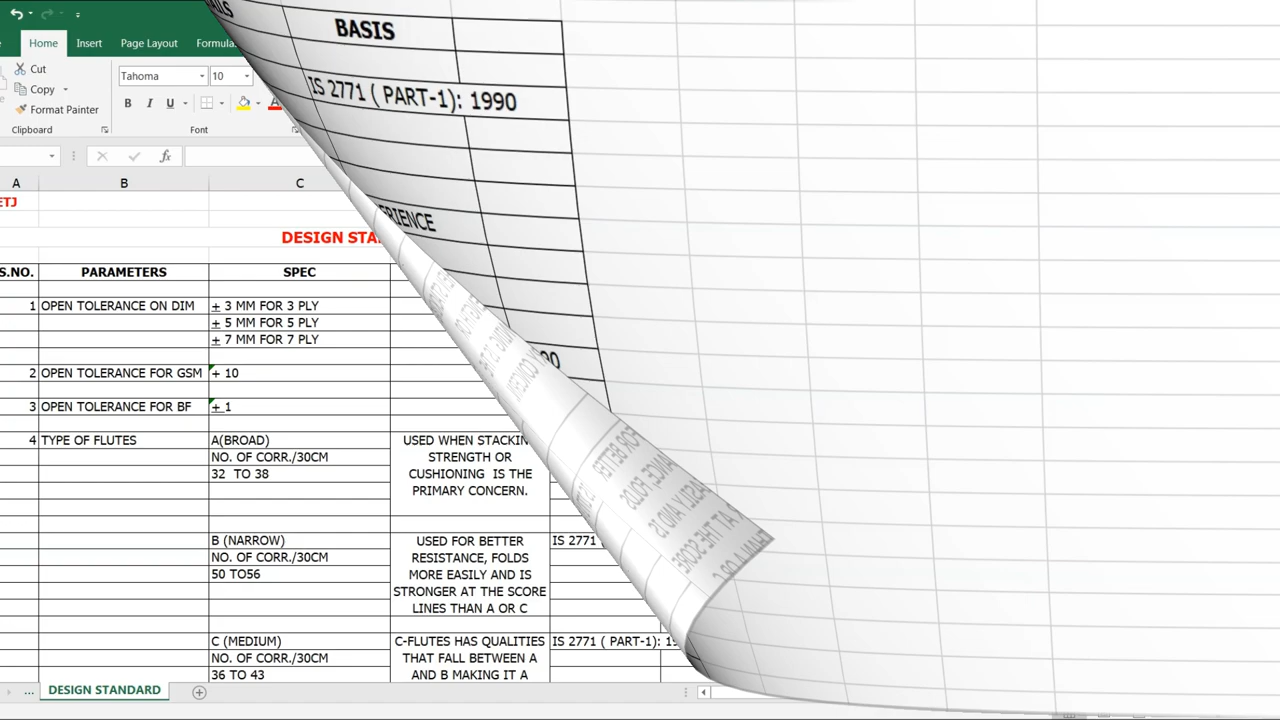 Home Insert Page Layout Formula
BASIS
Cut
Copy
Format Painter
Tahoma 10
B I U
IS 2771 ( PART-1): 1990
Clipboard Font
fx
A B C
ETJ
DESIGN STA
S.NO. PARAMETERS SPEC
1 OPEN TOLERANCE ON DIM + 3 MM FOR 3 PLY
+ 5 MM FOR 5 PLY
+ 7 MM FOR 7 PLY
2 OPEN TOLERANCE FOR GSM + 10
3 OPEN TOLERANCE FOR BF + 1
4 TYPE OF FLUTES A(BROAD) USED WHEN STACKIN
NO. OF CORR./30CM STRENGTH OR
32 TO 38 CUSHIONING IS THE
PRIMARY CONCERN.
B (NARROW) USED FOR BETTER IS 2771 (
NO. OF CORR./30CM RESISTANCE, FOLDS
50 TO56 MORE EASILY AND IS
STRONGER AT THE SCORE
LINES THAN A OR C
C (MEDIUM) C-FLUTES HAS QUALITIES IS 2771 ( PART-1): 1
NO. OF CORR./30CM THAT FALL BETWEEN A
36 TO 43 AND B MAKING IT A
... DESIGN STANDARD